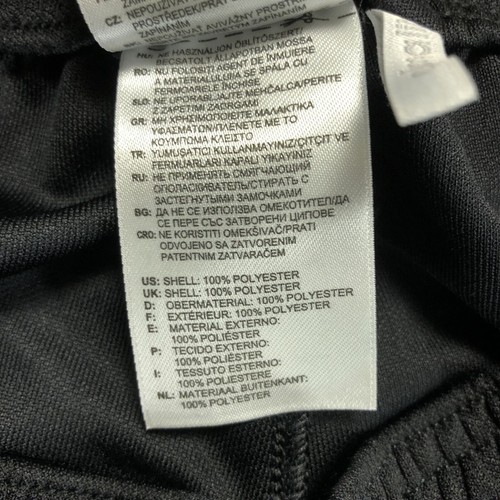 CZ: NEPOUŽÍVAT AVIVÁŽ/PRAT S
PROSTŘEDEK/PRAT S
ZAPÍNÁNÍM
HU: NE HASZNÁLJON ÖBLÍTŐSZERT/
BECSATOLT ÁLLAPOTBAN MOSSA
RO: NU FOLOSITI AGENT DE INMUIERE
A MATERIALULUI/A SE SPĂLA CU
FERMOARELE ÎNCHISE
SLO: NE UPORABLJAJTE MEHČALCA/PERITE
Z ZAPETIMI ZADRGAMI
GR: ΜΗ ΧΡΗΣΙΜΟΠΟΙΕΙΤΕ ΜΑΛΑΚΤΙΚΑ
ΥΦΑΣΜΑΤΩΝ/ΠΛΕΝΕΤΕ ΜΕ ΤΟ
ΚΟΥΜΠΩΜΑ ΚΛΕΙΣΤΟ
TR: YUMUŞATICI KULLANMAYINIZ/ÇITÇIT VE
FERMUARLARI KAPALI YIKAYINIZ
RU: НЕ ПРИМЕНЯТЬ СМЯГЧАЮЩИЙ
ОПОЛАСКИВАТЕЛЬ/СТИРАТЬ С
ЗАСТЕГНУТЫМИ ЗАМОЧКАМИ
BG: ДА НЕ СЕ ИЗПОЛЗВА ОМЕКОТИТЕЛ/ДА
СЕ ПЕРЕ СЪС ЗАТВОРЕНИ ЦИПОВЕ
CRO: NE KORISTITI OMEKŠIVAČ/PRATI
ODVOJENO SA ZATVORENIM
PATENTNIM ZATVARAČEM
US: SHELL: 100% POLYESTER
UK: SHELL: 100% POLYESTER
D: OBERMATERIAL: 100% POLYESTER
F: EXTÉRIEUR: 100% POLYESTER
E: MATERIAL EXTERNO:
100% POLIÉSTER
P: TECIDO EXTERNO:
100% POLIÉSTER
I: TESSUTO ESTERNO:
100% POLIESTERE
NL: MATERIAAL BUITENKANT:
100% POLYESTER